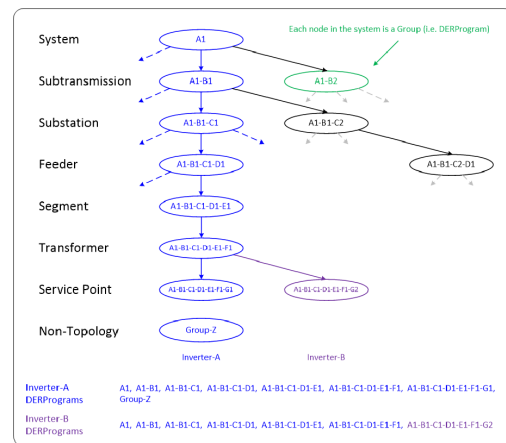 Each node in the system is a Group (i.e. DERProgram)
System
A1
Subtransmission
A1-B1
A1-B2
Substation
A1-B1-C1
A1-B1-C2
Feeder
A1-B1-C1-D1
A1-B1-C2-D1
Segment
A1-B1-C1-D1-E1
Transformer
A1-B1-C1-D1-E1-F1
Service Point
A1-B1-C1-D1-E1-F1-G1
A1-B1-C1-D1-E1-F1-G2
Non-Topology
Group-Z
Inverter-A
Inverter-B
Inverter-A DERPrograms
A1, A1-B1, A1-B1-C1, A1-B1-C1-D1, A1-B1-C1-D1-E1, A1-B1-C1-D1-E1-F1, A1-B1-C1-D1-E1-F1-G1,
Group-Z
Inverter-B
DERPrograms
A1, A1-B1, A1-B1-C1, A1-B1-C1-D1, A1-B1-C1-D1-E1, A1-B1-C1-D1-E1-F1, A1-B1-C1-D1-E1-F1-G2